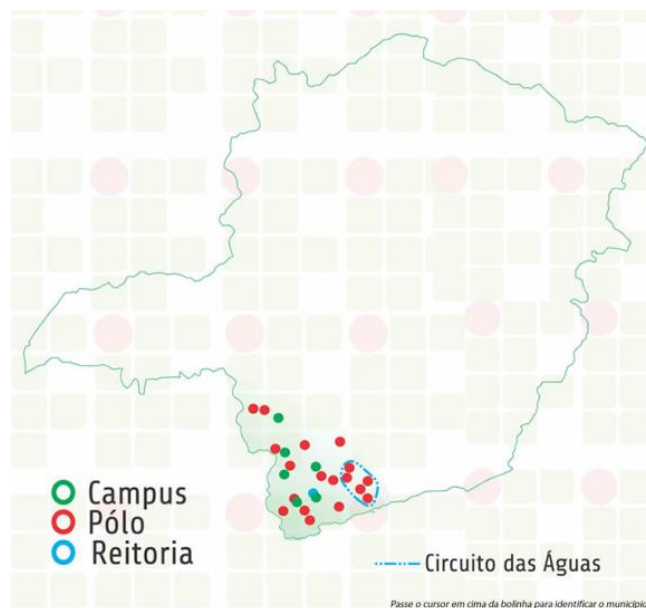 Campus
Pólo
Reitoria
Circuito das Águas
Passe o cursor em cima da bolinha para identificar o município